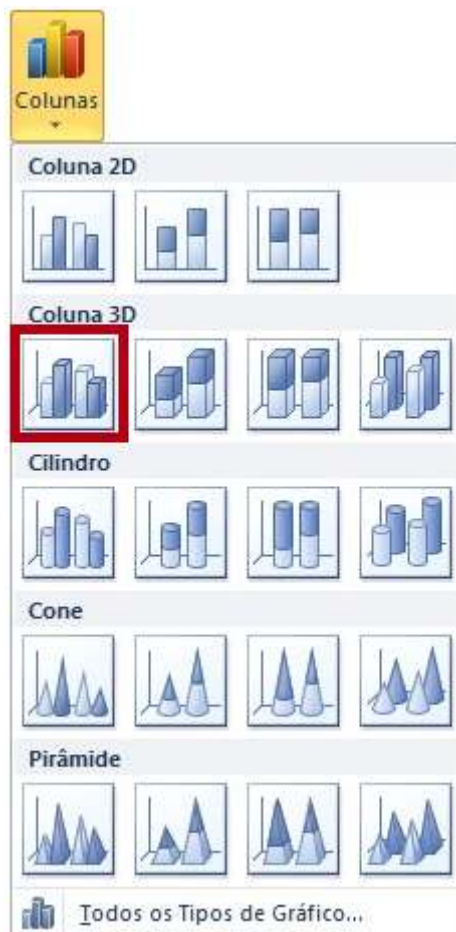 Colunas
Coluna 2D
Coluna 3D
Cilindro
Cone
Pirâmide
Todos os Tipos de Gráfico...